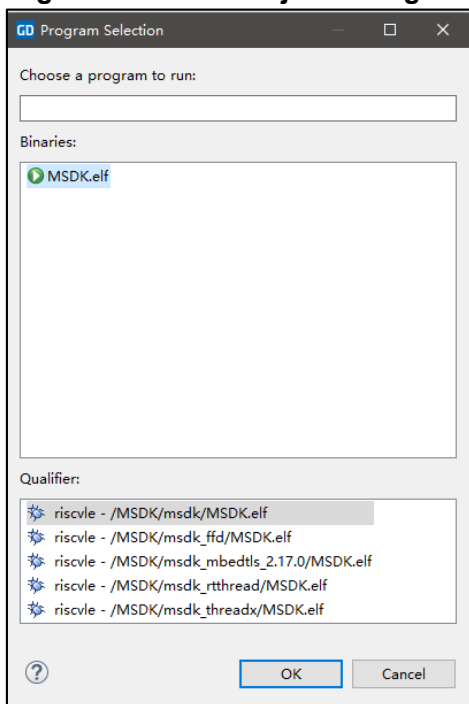 GD Program Selection
Choose a program to run:
Binaries:
MSDK.elf
Qualifier:
riscvle - /MSDK/msdk/MSDK.elf
riscvle - /MSDK/msdk_ffd/MSDK.elf
riscvle - /MSDK/msdk_mbedtls_2.17.0/MSDK.elf
riscvle - /MSDK/msdk_rtthread/MSDK.elf
riscvle - /MSDK/msdk_threadx/MSDK.elf
?
OK Cancel